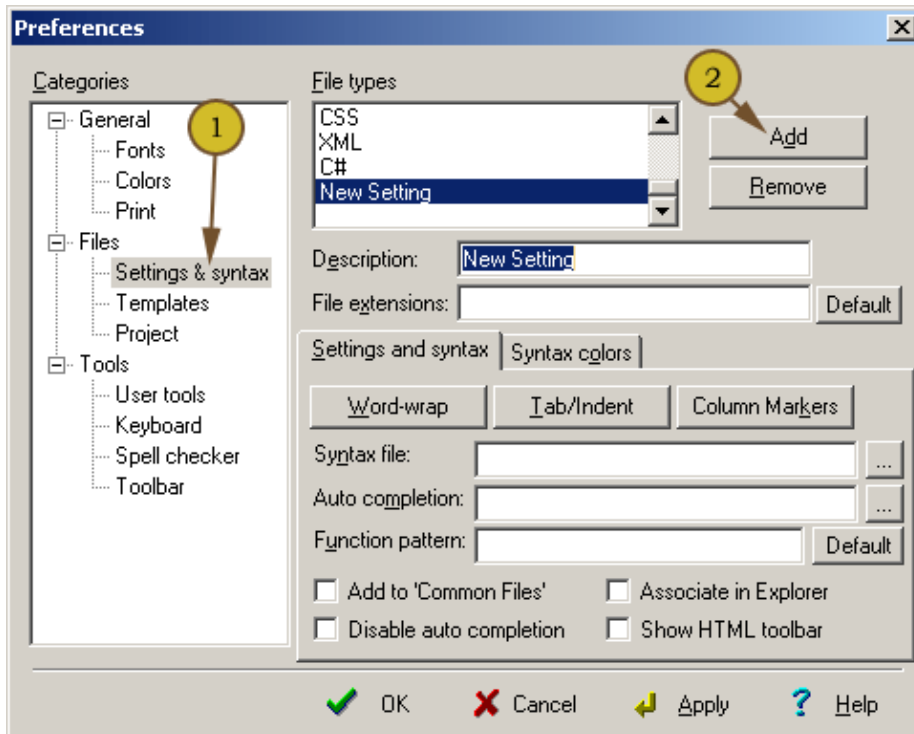 Preferences
Categories
General
Fonts
Colors
Print
Files
Settings & syntax
Templates
Project
Tools
User tools
Keyboard
Spell checker
Toolbar
1
File types
CSS
XML
C#
New Setting
2
Add
Remove
Description: New Setting
File extensions: Default
Settings and syntax Syntax colors
Word-wrap Tab/Indent Column Markers
Syntax file: ...
Auto completion: ...
Function pattern: Default
Add to 'Common Files' Associate in Explorer
Disable auto completion Show HTML toolbar
OK Cancel Apply ? Help